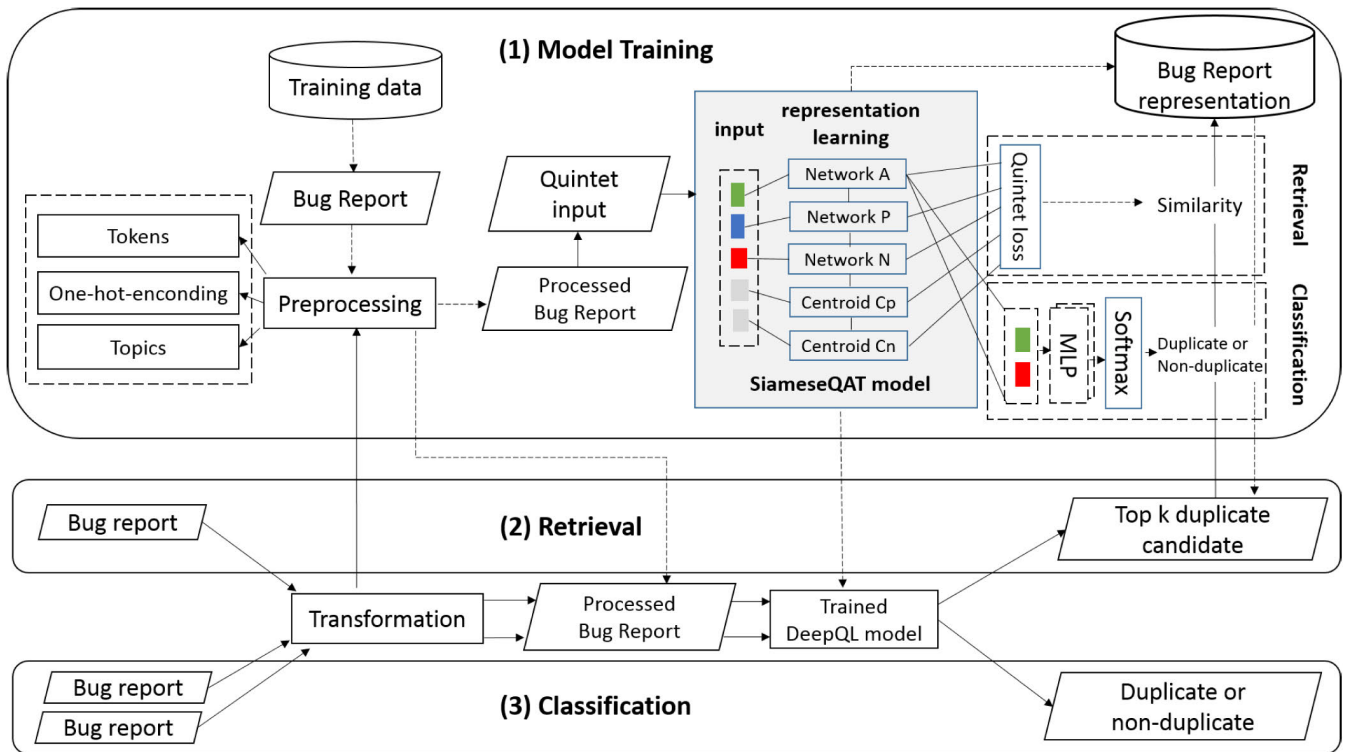 (1) Model Training
Training data
Bug Report
Tokens
One-hot-enconding
Topics
Preprocessing
Quintet
input
Processed
Bug Report
input
representation
learning
Network A
Network P
Network N
Centroid Cp
Centroid Cn
SiameseQAT model
Bug Report
representation
Quintet loss
Similarity
Retrieval
MLP
Softmax
Duplicate or
Non-duplicate
Classification
(2) Retrieval
Bug report
Top k duplicate
candidate
Transformation
Processed
Bug Report
Trained
DeepQL model
(3) Classification
Bug report
Bug report
Duplicate or
non-duplicate